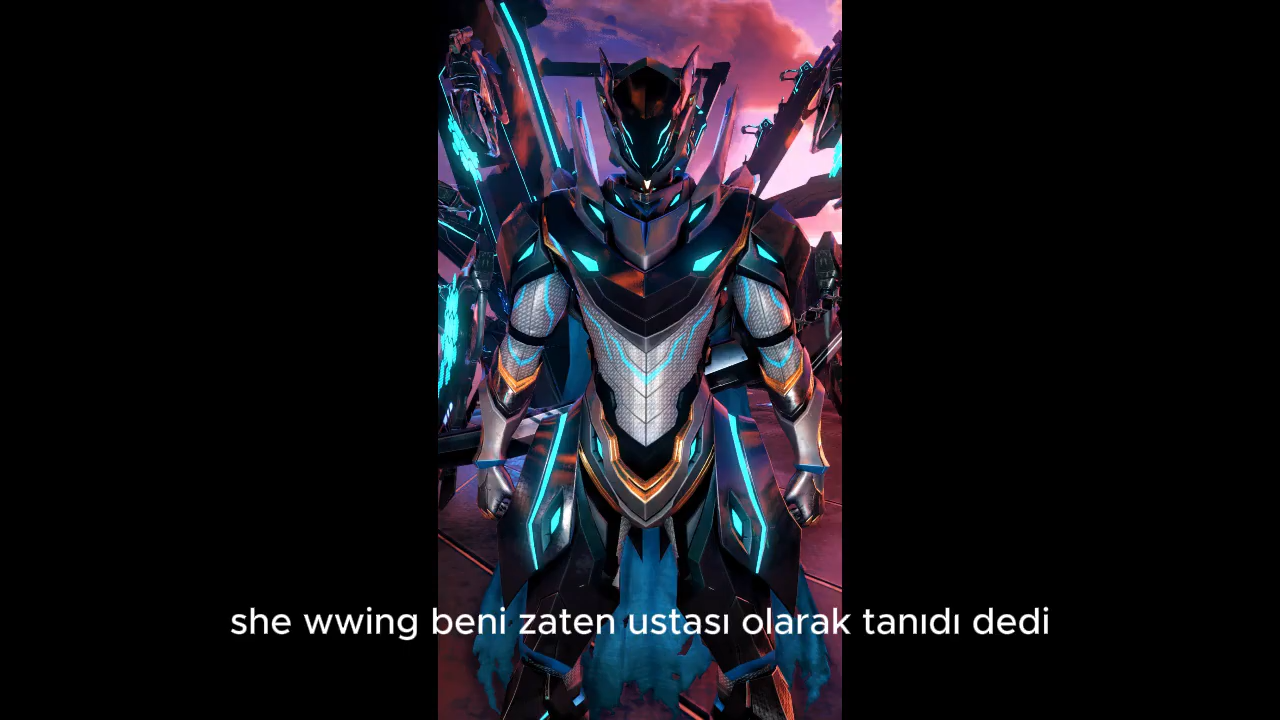 she wwing beni zaten ustası olarak tanıdı dedi